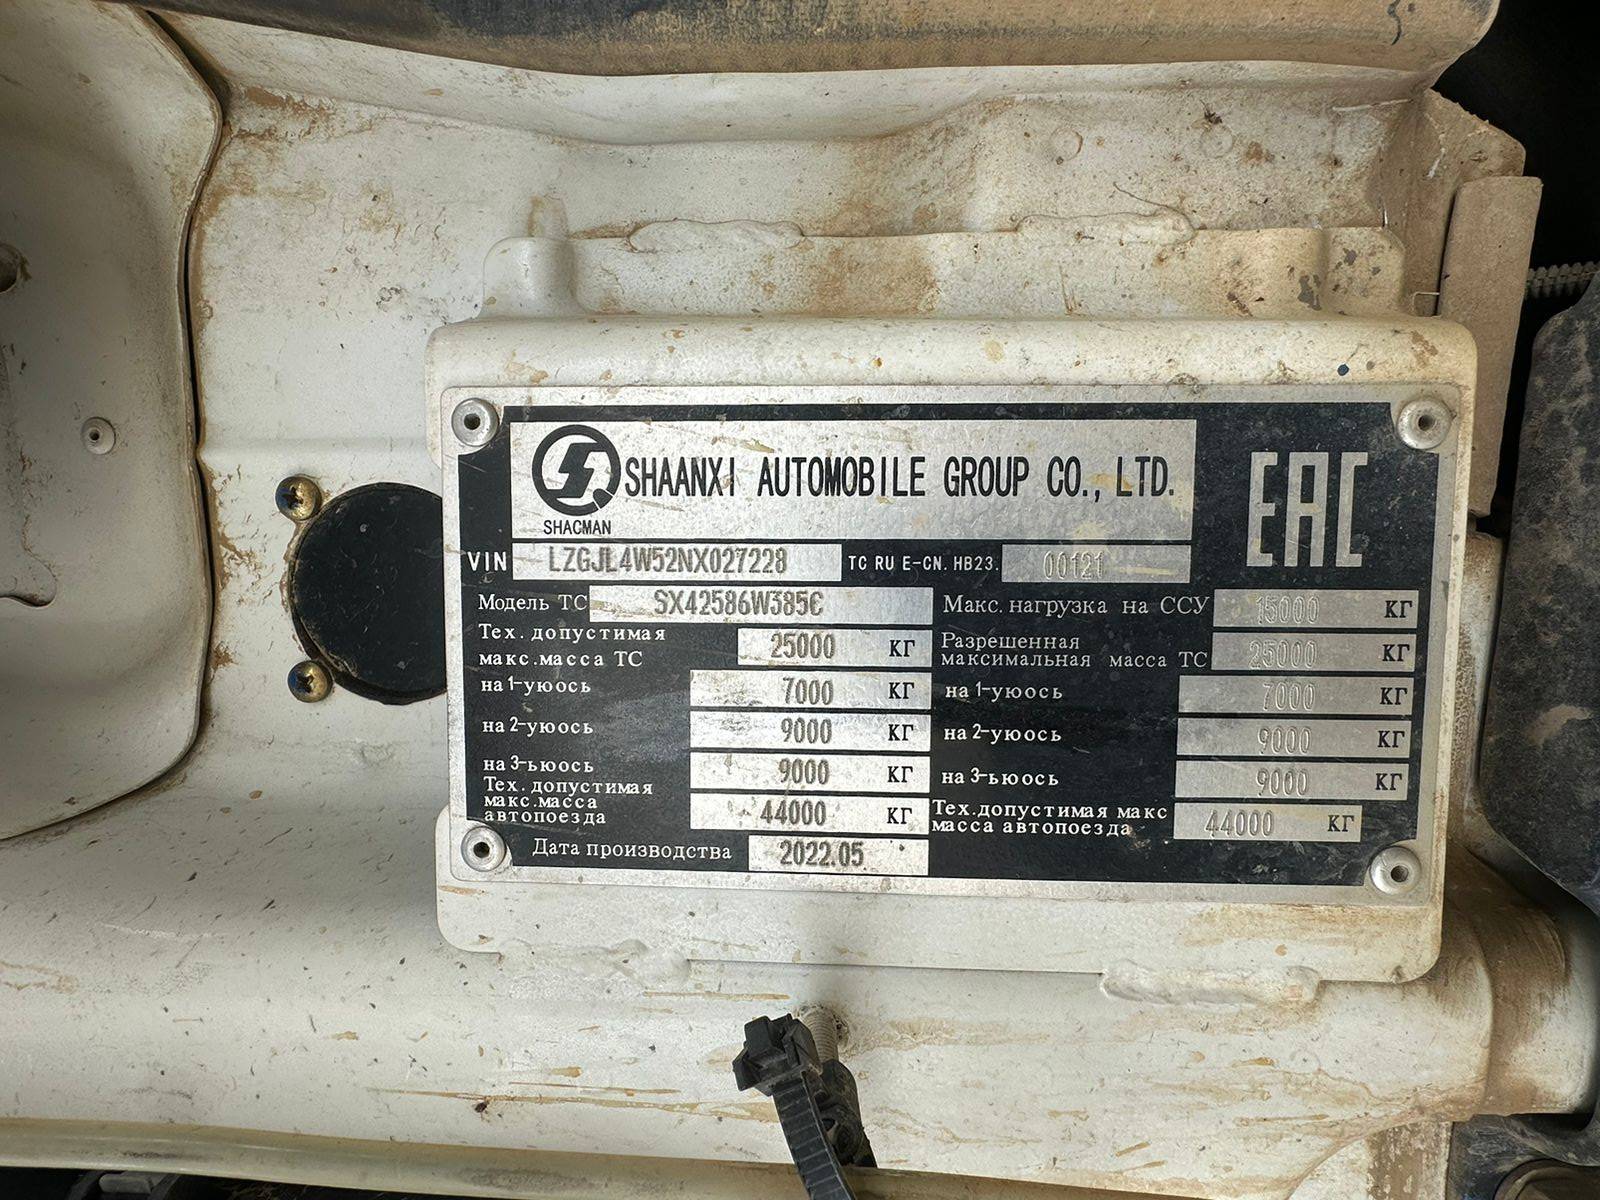 SHACMAN
SHAANXI AUTOMOBILE GROUP CO., LTD.
EAC
VIN LZGJL4W52NX027228 TC RU E-CN.HB23. 00121
Модель ТС SX42586W385C Макс.нагрузка на ССУ 15000 КГ
Тех.допустимая макс.масса ТС 25000 КГ Разрешенная максимальная масса ТС 25000 КГ
на 1-уюось 7000 КГ на 1-уюось 7000 КГ
на 2-уюось 9000 КГ на 2-уюось 9000 КГ
на 3-ьюось 9000 КГ на 3-ьюось 9000 КГ
Тех.допустимая макс.масса автопоезда 44000 КГ Тех.допустимая макс масса автопоезда 44000 КГ
Дата производства 2022.05